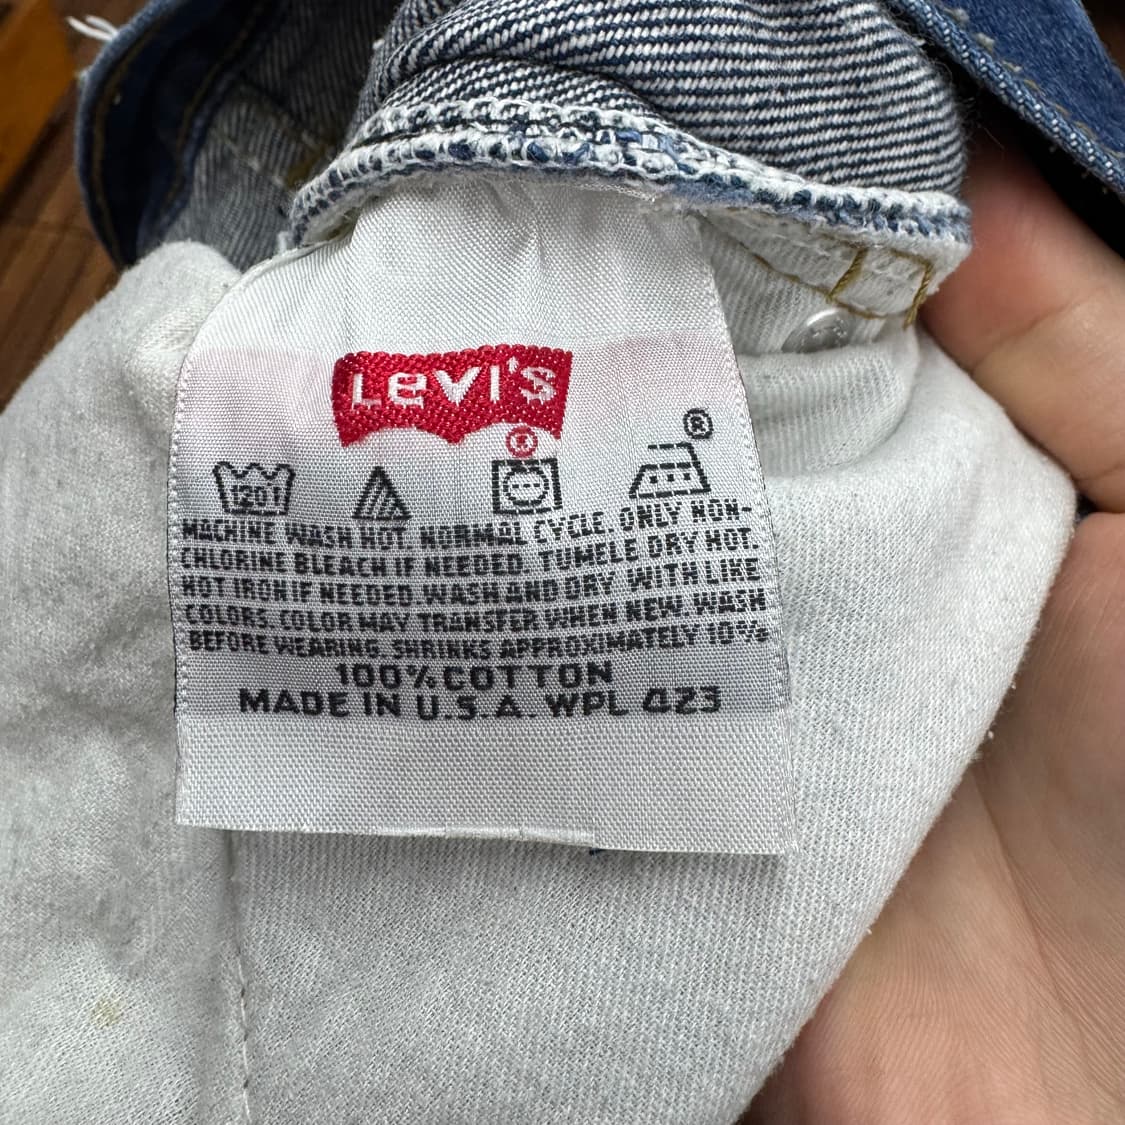 Levi's
®
®
120F
MACHINE WASH HOT, NORMAL CYCLE. ONLY NON-
CHLORINE BLEACH IF NEEDED. TUMBLE DRY HOT.
HOT IRON IF NEEDED. WASH AND DRY WITH LIKE
COLORS. COLOR MAY TRANSFER WHEN NEW. WASH
BEFORE WEARING. SHRINKS APPROXIMATELY 10%
100% COTTON
MADE IN U.S.A. WPL 423